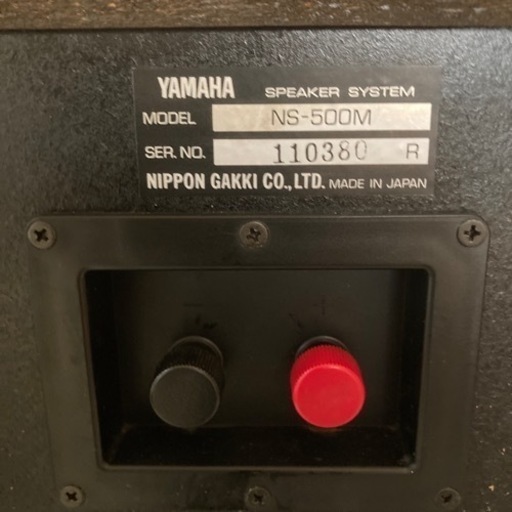 YAMAHA SPEAKER SYSTEM
MODEL NS-500M
SER. NO. 110380 R
NIPPON GAKKI CO., LTD. MADE IN JAPAN